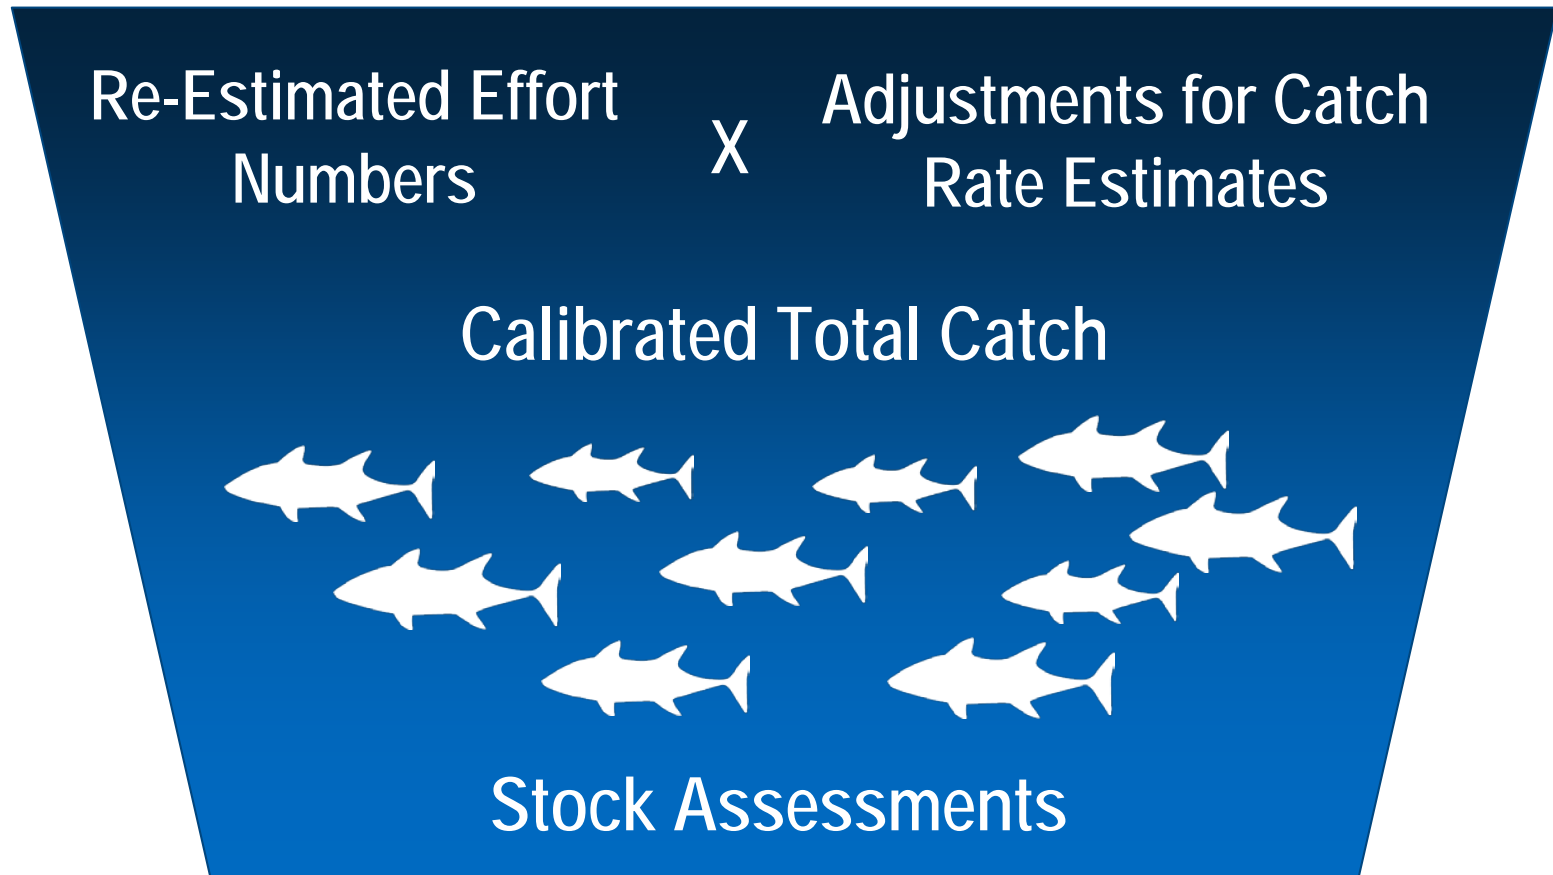 Re-Estimated Effort
Numbers
X
Adjustments for Catch
Rate Estimates
Calibrated Total Catch
Stock Assessments